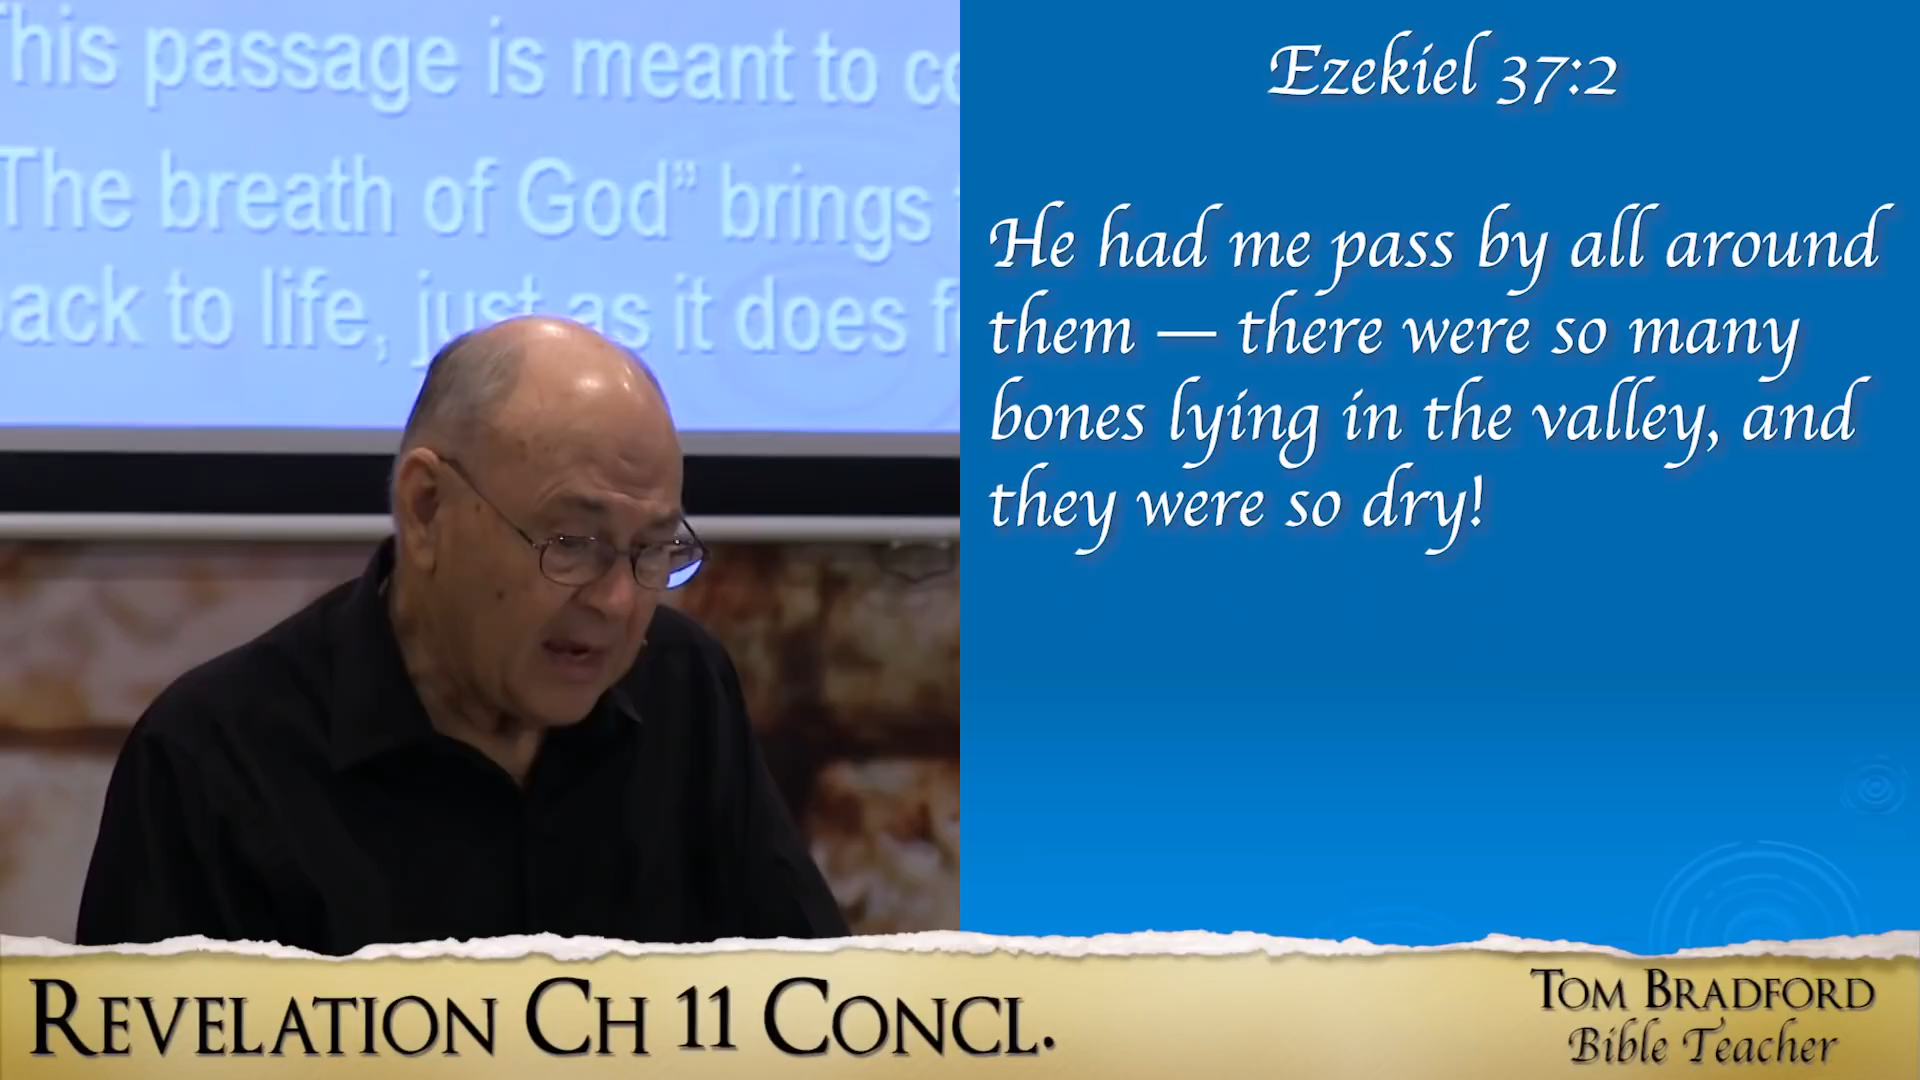 This passage is meant to
The breath of God” brings
back to life, just as it does
Ezekiel 37:2
He had me pass by all around
them — there were so many
bones lying in the valley, and
they were so dry!
REVELATION CH 11 CONCL.
TOM BRADFORD
Bible Teacher